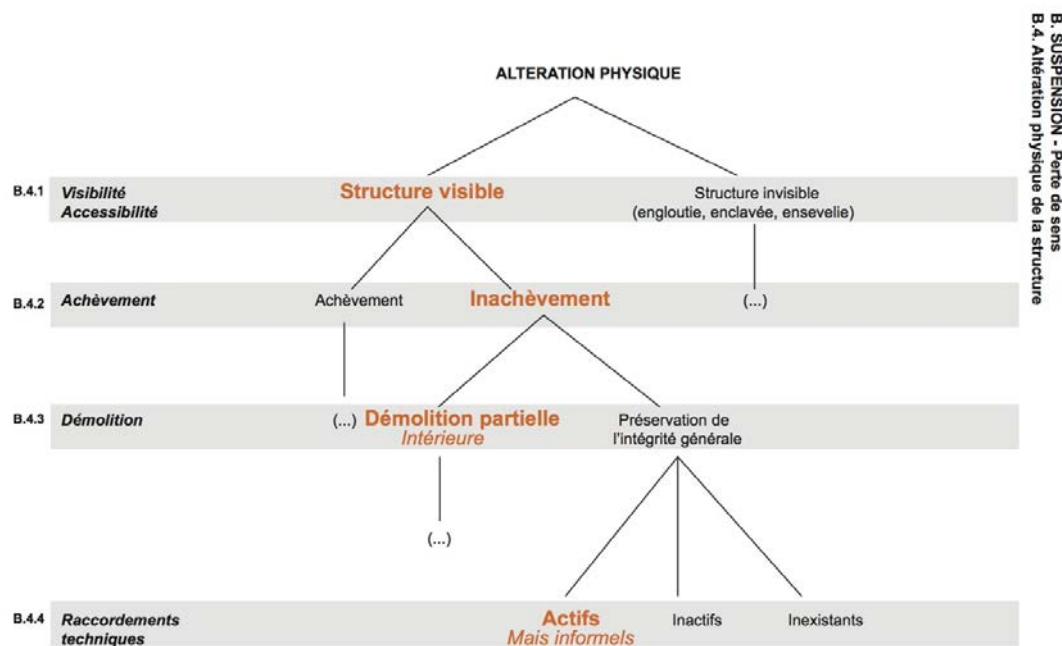 B. SUSPENSION - Perte de sens
B.4. Altération physique de la structure
ALTERATION PHYSIQUE
B.4.1 Visibilité
Accessibilité
Structure visible
Structure invisible
(engloutie, enclavée, ensevelie)
B.4.2 Achèvement
Achèvement
Inachèvement
(...)
B.4.3 Démolition
(...)
Démolition partielle
Intérieure
Préservation de
l'intégrité générale
(...)
B.4.4 Raccordements
techniques
Actifs
Mais informels
Inactifs
Inexistants